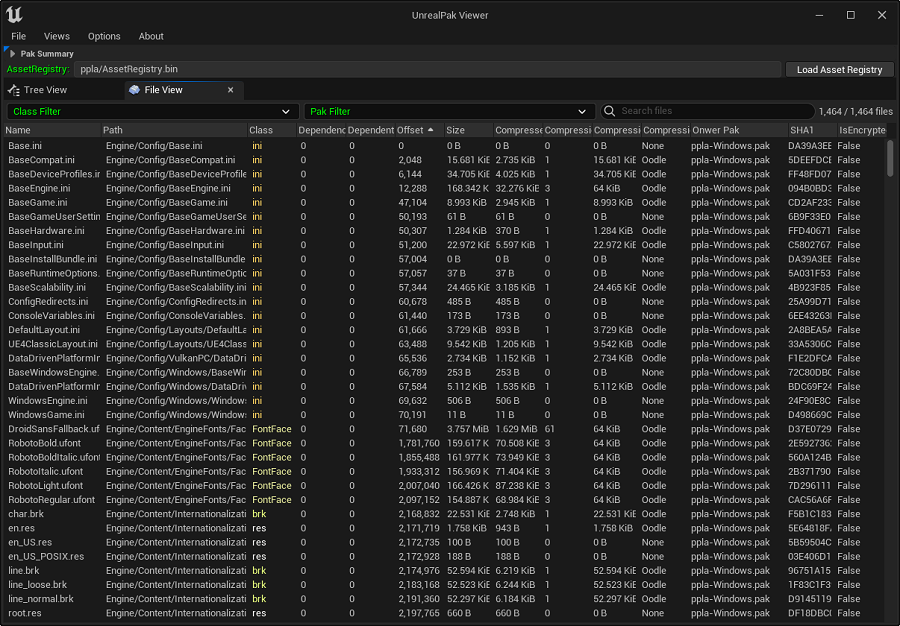 UnrealPak Viewer
File Views Options About
Pak Summary
AssetRegistry: ppla/AssetRegistry.bin Load Asset Registry
Tree View File View
Class Filter Pak Filter Search files 1,464 / 1,464 files
Name Path Class Dependenc Dependent Offset Size Compresse Compressi Compressi Compressi Onwer Pak SHA1 IsEncrypte
Base.ini Engine/Config/Base.ini ini 0 0 0 0 B 0 B 0 0 B None ppla-Windows.pak DA39A3EE False
BaseCompat.ini Engine/Config/BaseCompat.ini ini 0 0 2,048 15.681 KiE 2.735 KiB 1 15.681 KiE Oodle ppla-Windows.pak 5DEEFDCE False
BaseDeviceProfiles.ir Engine/Config/BaseDeviceProfile ini 0 0 6,144 34.705 KiE 4.025 KiB 1 34.705 KiE Oodle ppla-Windows.pak FF48FD07 False
BaseEngine.ini Engine/Config/BaseEngine.ini ini 0 0 12,288 168.342 K 32.276 KiE 3 64 KiB Oodle ppla-Windows.pak 094B0BD3 False
BaseGame.ini Engine/Config/BaseGame.ini ini 0 0 47,104 8.993 KiB 2.945 KiB 1 8.993 KiB Oodle ppla-Windows.pak CD2AF233 False
BaseGameUserSettin Engine/Config/BaseGameUserSe ini 0 0 50,193 61 B 61 B 0 0 B None ppla-Windows.pak 6B9F33E0 False
BaseHardware.ini Engine/Config/BaseHardware.ini ini 0 0 50,307 1.284 KiB 370 B 1 1.284 KiB Oodle ppla-Windows.pak FFD40671 False
BaseInput.ini Engine/Config/BaseInput.ini ini 0 0 51,200 22.972 KiE 5.597 KiB 1 22.972 KiE Oodle ppla-Windows.pak C5802767. False
BaseInstallBundle.ini Engine/Config/BaseInstallBundle ini 0 0 57,004 0 B 0 B 0 0 B None ppla-Windows.pak DA39A3EE False
BaseRuntimeOptions. Engine/Config/BaseRuntimeOptic ini 0 0 57,057 37 B 37 B 0 0 B None ppla-Windows.pak 5A031F53 False
BaseScalability.ini Engine/Config/BaseScalability.ini ini 0 0 57,344 24.465 KiE 3.185 KiB 1 24.465 KiE Oodle ppla-Windows.pak 4B923F85 False
ConfigRedirects.ini Engine/Config/ConfigRedirects.in ini 0 0 60,678 485 B 485 B 0 0 B None ppla-Windows.pak 25A99D71 False
ConsoleVariables.ini Engine/Config/ConsoleVariables. ini 0 0 61,440 173 B 173 B 0 0 B None ppla-Windows.pak 6EE43263I False
DefaultLayout.ini Engine/Config/Layouts/DefaultLa ini 0 0 61,666 3.729 KiB 893 B 1 3.729 KiB Oodle ppla-Windows.pak 2A8BEA5A False
UE4ClassicLayout.ini Engine/Config/Layouts/UE4Class ini 0 0 63,488 9.542 KiB 1.205 KiB 1 9.542 KiB Oodle ppla-Windows.pak 33A5306C False
DataDrivenPlatformIr Engine/Config/VulkanPC/DataDri ini 0 0 65,536 2.734 KiB 1.152 KiB 1 2.734 KiB Oodle ppla-Windows.pak F1E2DFCA False
BaseWindowsEngine. Engine/Config/Windows/BaseWir ini 0 0 66,789 253 B 253 B 0 0 B None ppla-Windows.pak 72C80DB0 False
DataDrivenPlatformIr Engine/Config/Windows/DataDri ini 0 0 67,584 5.112 KiB 1.535 KiB 1 5.112 KiB Oodle ppla-Windows.pak BDC69F24 False
WindowsEngine.ini Engine/Config/Windows/Window ini 0 0 69,632 506 B 506 B 0 0 B None ppla-Windows.pak 24F90E8C False
WindowsGame.ini Engine/Config/Windows/Window ini 0 0 70,191 11 B 11 B 0 0 B None ppla-Windows.pak D498669C False
DroidSansFallback.uf Engine/Content/EngineFonts/Fac FontFace 0 0 71,680 3.757 MiB 1.629 MiB 61 64 KiB Oodle ppla-Windows.pak D37E0729 False
RobotoBold.ufont Engine/Content/EngineFonts/Fac FontFace 0 0 1,781,760 159.617 K 70.508 KiE 3 64 KiB Oodle ppla-Windows.pak 2E592736: False
RobotoBoldItalic.ufont Engine/Content/EngineFonts/Fac FontFace 0 0 1,855,488 161.977 K 73.949 KiE 3 64 KiB Oodle ppla-Windows.pak 560A124B False
RobotoItalic.ufont Engine/Content/EngineFonts/Fac FontFace 0 0 1,933,312 156.969 K 71.404 KiE 3 64 KiB Oodle ppla-Windows.pak 2B371790 False
RobotoLight.ufont Engine/Content/EngineFonts/Fac FontFace 0 0 2,007,040 166.426 K 87.238 KiE 3 64 KiB Oodle ppla-Windows.pak 7D296111 False
RobotoRegular.ufont Engine/Content/EngineFonts/Fac FontFace 0 0 2,097,152 154.887 K 68.984 KiE 3 64 KiB Oodle ppla-Windows.pak CAC56A6F False
char.brk Engine/Content/Internationalizati brk 0 0 2,168,832 22.531 KiE 2.748 KiB 1 22.531 KiE Oodle ppla-Windows.pak F5B1C183 False
en.res Engine/Content/Internationalizati res 0 0 2,171,719 1.758 KiB 943 B 1 1.758 KiB Oodle ppla-Windows.pak 5E64818F. False
en_US.res Engine/Content/Internationalizati res 0 0 2,172,735 100 B 100 B 0 0 B None ppla-Windows.pak 5B59504C False
en_US_POSIX.res Engine/Content/Internationalizati res 0 0 2,172,928 188 B 188 B 0 0 B None ppla-Windows.pak 03E406D1 False
line.brk Engine/Content/Internationalizati brk 0 0 2,174,976 52.594 KiE 6.219 KiB 1 52.594 KiE Oodle ppla-Windows.pak 96751A15 False
line_loose.brk Engine/Content/Internationalizati brk 0 0 2,183,168 52.523 KiE 6.244 KiB 1 52.523 KiE Oodle ppla-Windows.pak 1F83C1F3 False
line_normal.brk Engine/Content/Internationalizati brk 0 0 2,191,360 52.297 KiE 6.184 KiB 1 52.297 KiE Oodle ppla-Windows.pak D9145119 False
root.res Engine/Content/Internationalizati res 0 0 2,197,765 660 B 660 B 0 0 B None ppla-Windows.pak DF18DBC0 False